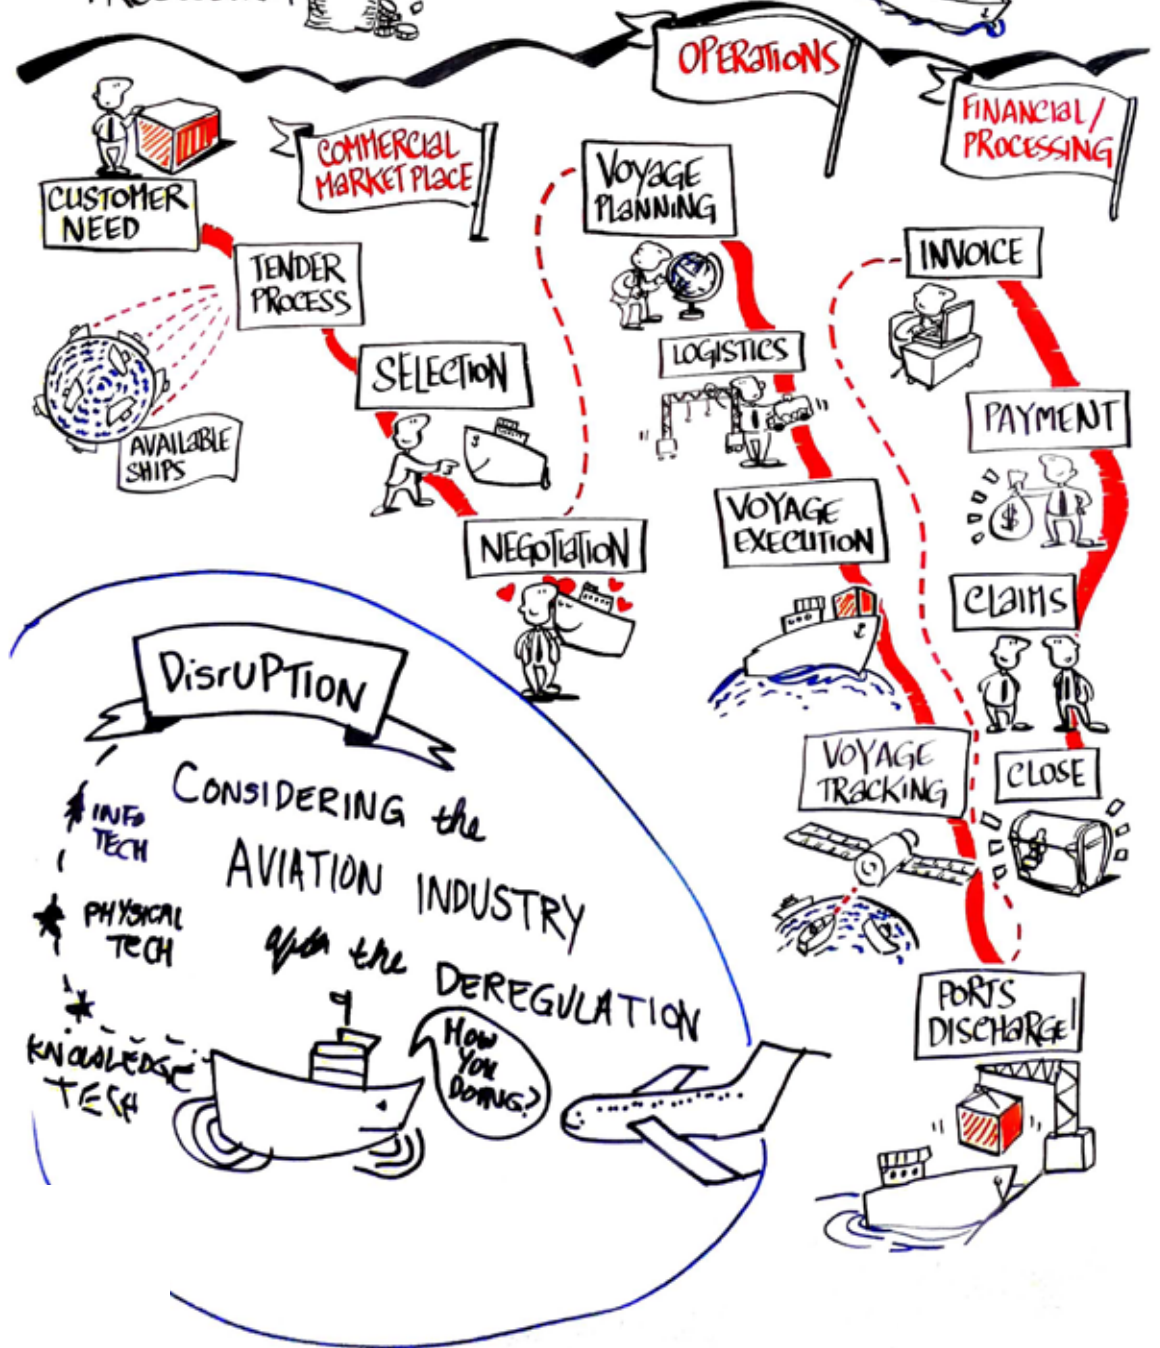 OPERATIONS
FINANCIAL/
PROCESSING
COMMERCIAL
MARKET PLACE
CUSTOMER
NEED
TENDER
PROCESS
AVAILABLE
SHIPS
SELECTION
NEGOTIATION
VOYAGE
PLANNING
LOGISTICS
VOYAGE
EXECUTION
VOYAGE
TRACKING
PORTS
DISCHARGE!
INVOICE
PAYMENT
$
CLAIMS
CLOSE
DISRUPTION
CONSIDERING the
AVIATION INDUSTRY
after the DEREGULATION
INFO
TECH
PHYSICAL
TECH
KNOWLEDGE
TECH
HOW
YOU
DOING?